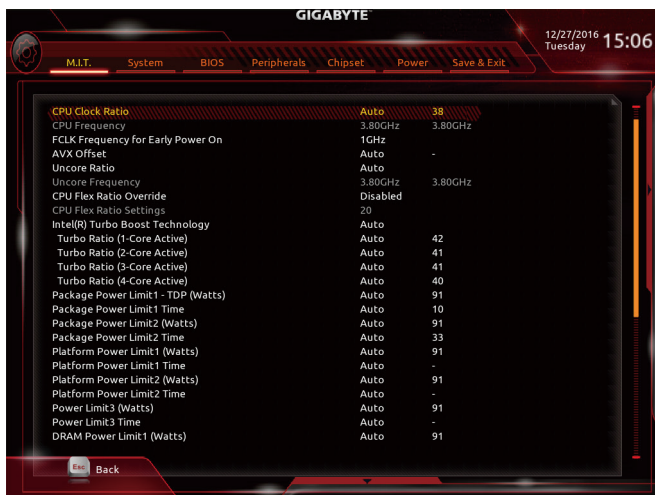 GIGABYTE™
12/27/2016 15:06
Tuesday
M.I.T. System BIOS Peripherals Chipset Power Save & Exit
CPU Clock Ratio Auto 38
CPU Frequency 3.80GHz 3.80GHz
FCLK Frequency for Early Power On 1GHz
AVX Offset Auto -
Uncore Ratio Auto
Uncore Frequency 3.80GHz 3.80GHz
CPU Flex Ratio Override Disabled
CPU Flex Ratio Settings 20
Intel(R) Turbo Boost Technology Auto
Turbo Ratio (1-Core Active) Auto 42
Turbo Ratio (2-Core Active) Auto 41
Turbo Ratio (3-Core Active) Auto 41
Turbo Ratio (4-Core Active) Auto 40
Package Power Limit1 - TDP (Watts) Auto 91
Package Power Limit1 Time Auto 10
Package Power Limit2 (Watts) Auto 91
Package Power Limit2 Time Auto 33
Platform Power Limit1 (Watts) Auto 91
Platform Power Limit1 Time Auto -
Platform Power Limit2 (Watts) Auto 91
Platform Power Limit2 Time Auto -
Power Limit3 (Watts) Auto 91
Power Limit3 Time Auto -
DRAM Power Limit1 (Watts) Auto 91
Esc Back